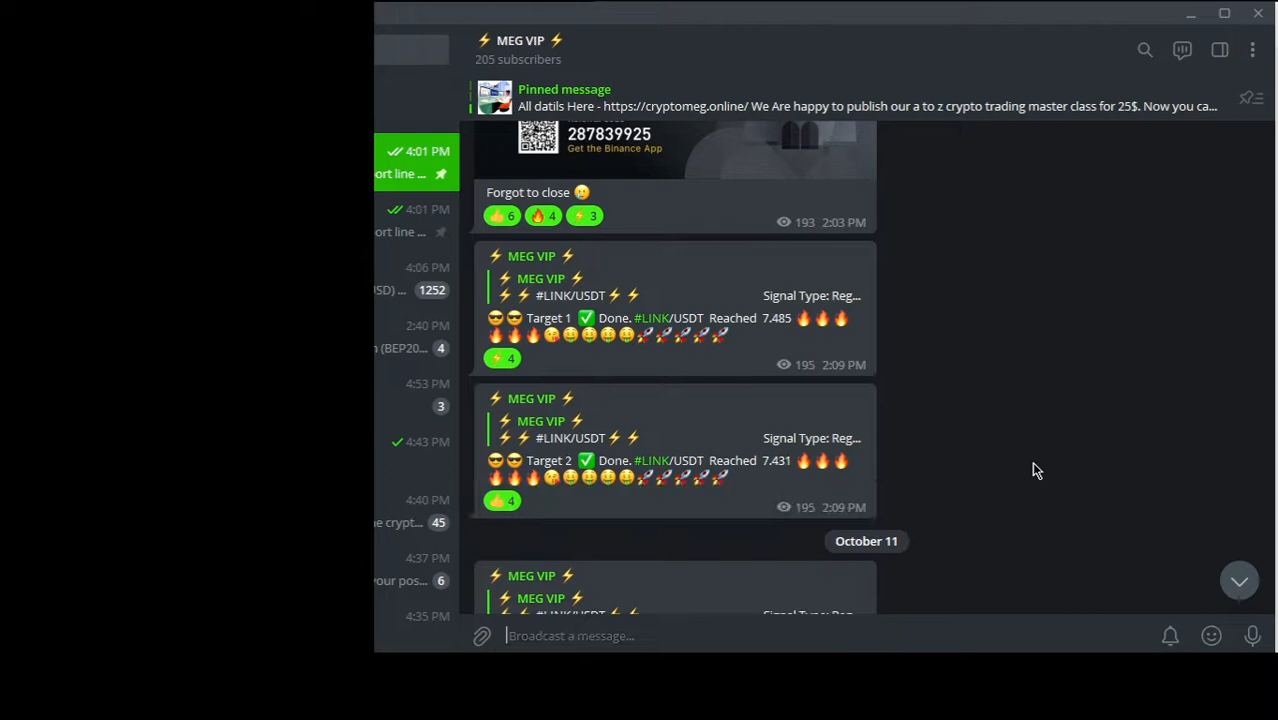 ⚡ MEG VIP ⚡
205 subscribers
Pinned message
All datils Here - https://cryptomeg.online/ We Are happy to publish our a to z crypto trading master class for 25$. Now you ca...
287839925
Get the Binance App
Forgot to close 🥲
👍 6 🔥 4 ⚡ 3
193 2:03 PM
⚡ MEG VIP ⚡
⚡ MEG VIP ⚡
⚡ ⚡ #LINK/USDT ⚡ ⚡ Signal Type: Reg...
😎 😎 Target 1 ✅ Done. #LINK/USDT Reached 7.485 🔥 🔥 🔥
🔥 🔥 🔥 😘 🤑 🤑 🤑 🤑 🚀 🚀 🚀 🚀 🚀
⚡ 4
195 2:09 PM
⚡ MEG VIP ⚡
⚡ MEG VIP ⚡
⚡ ⚡ #LINK/USDT ⚡ ⚡ Signal Type: Reg...
😎 😎 Target 2 ✅ Done. #LINK/USDT Reached 7.431 🔥 🔥 🔥
🔥 🔥 🔥 😘 🤑 🤑 🤑 🤑 🚀 🚀 🚀 🚀 🚀
👍 4
195 2:09 PM
October 11
⚡ MEG VIP ⚡
⚡ MEG VIP ⚡
⚡ ⚡ #LINK/USDT ⚡ ⚡ Signal Type: Reg...
Broadcast a message...
4:01 PM
ort line ...
4:01 PM
ort line ...
4:06 PM
SD) ... 1252
2:40 PM
(BEP20... 4
4:53 PM
3
4:43 PM
4:40 PM
e crypt... 45
4:37 PM
your pos... 6
4:35 PM